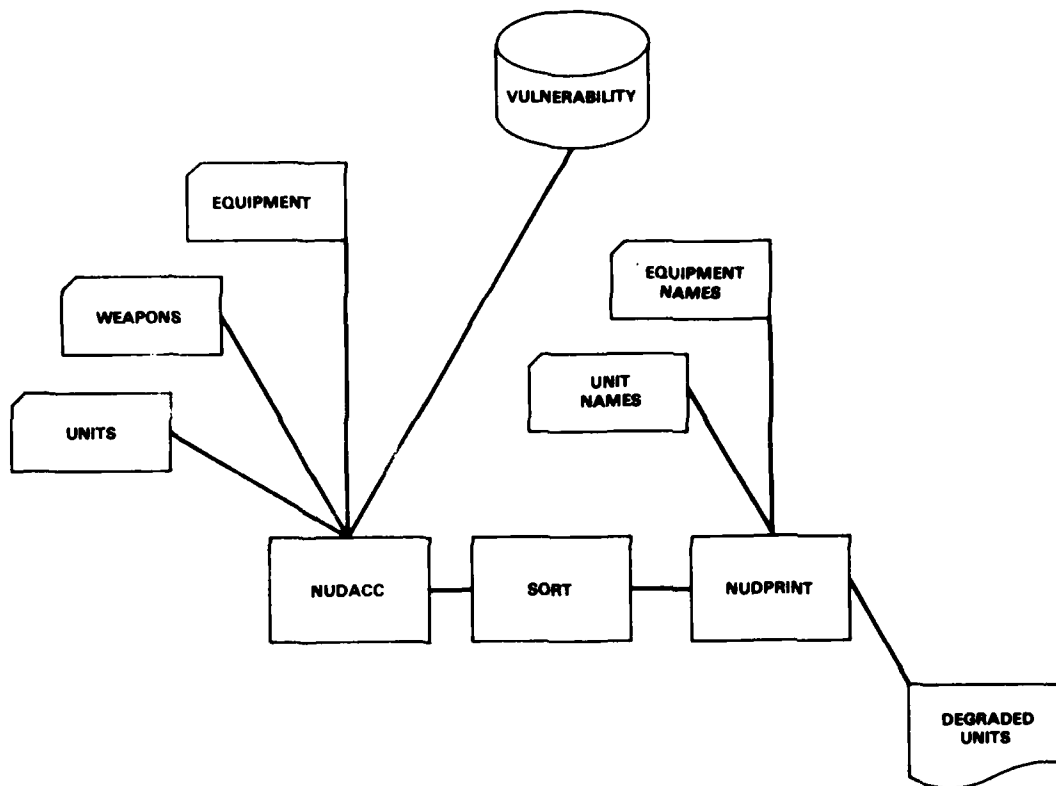 VULNERABILITY
EQUIPMENT
WEAPONS
UNITS
EQUIPMENT
NAMES
UNIT
NAMES
NUDACC
SORT
NUDPRINT
DEGRADED
UNITS